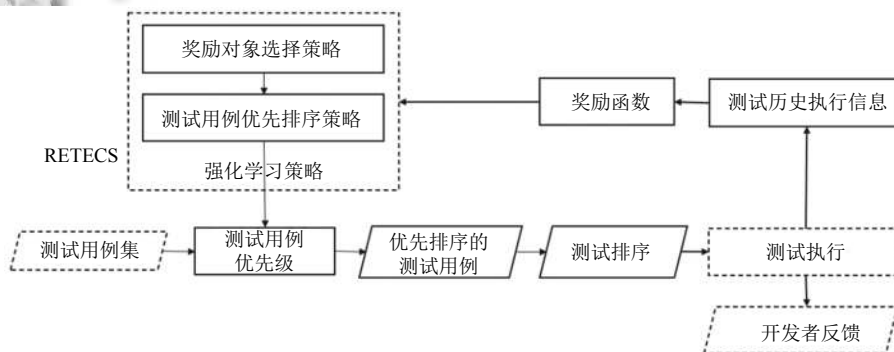 奖励对象选择策略
测试用例优先排序策略
RETECS
强化学习策略
奖励函数
测试历史执行信息
测试用例集
测试用例
优先级
优先排序的
测试用例
测试排序
测试执行
开发者反馈